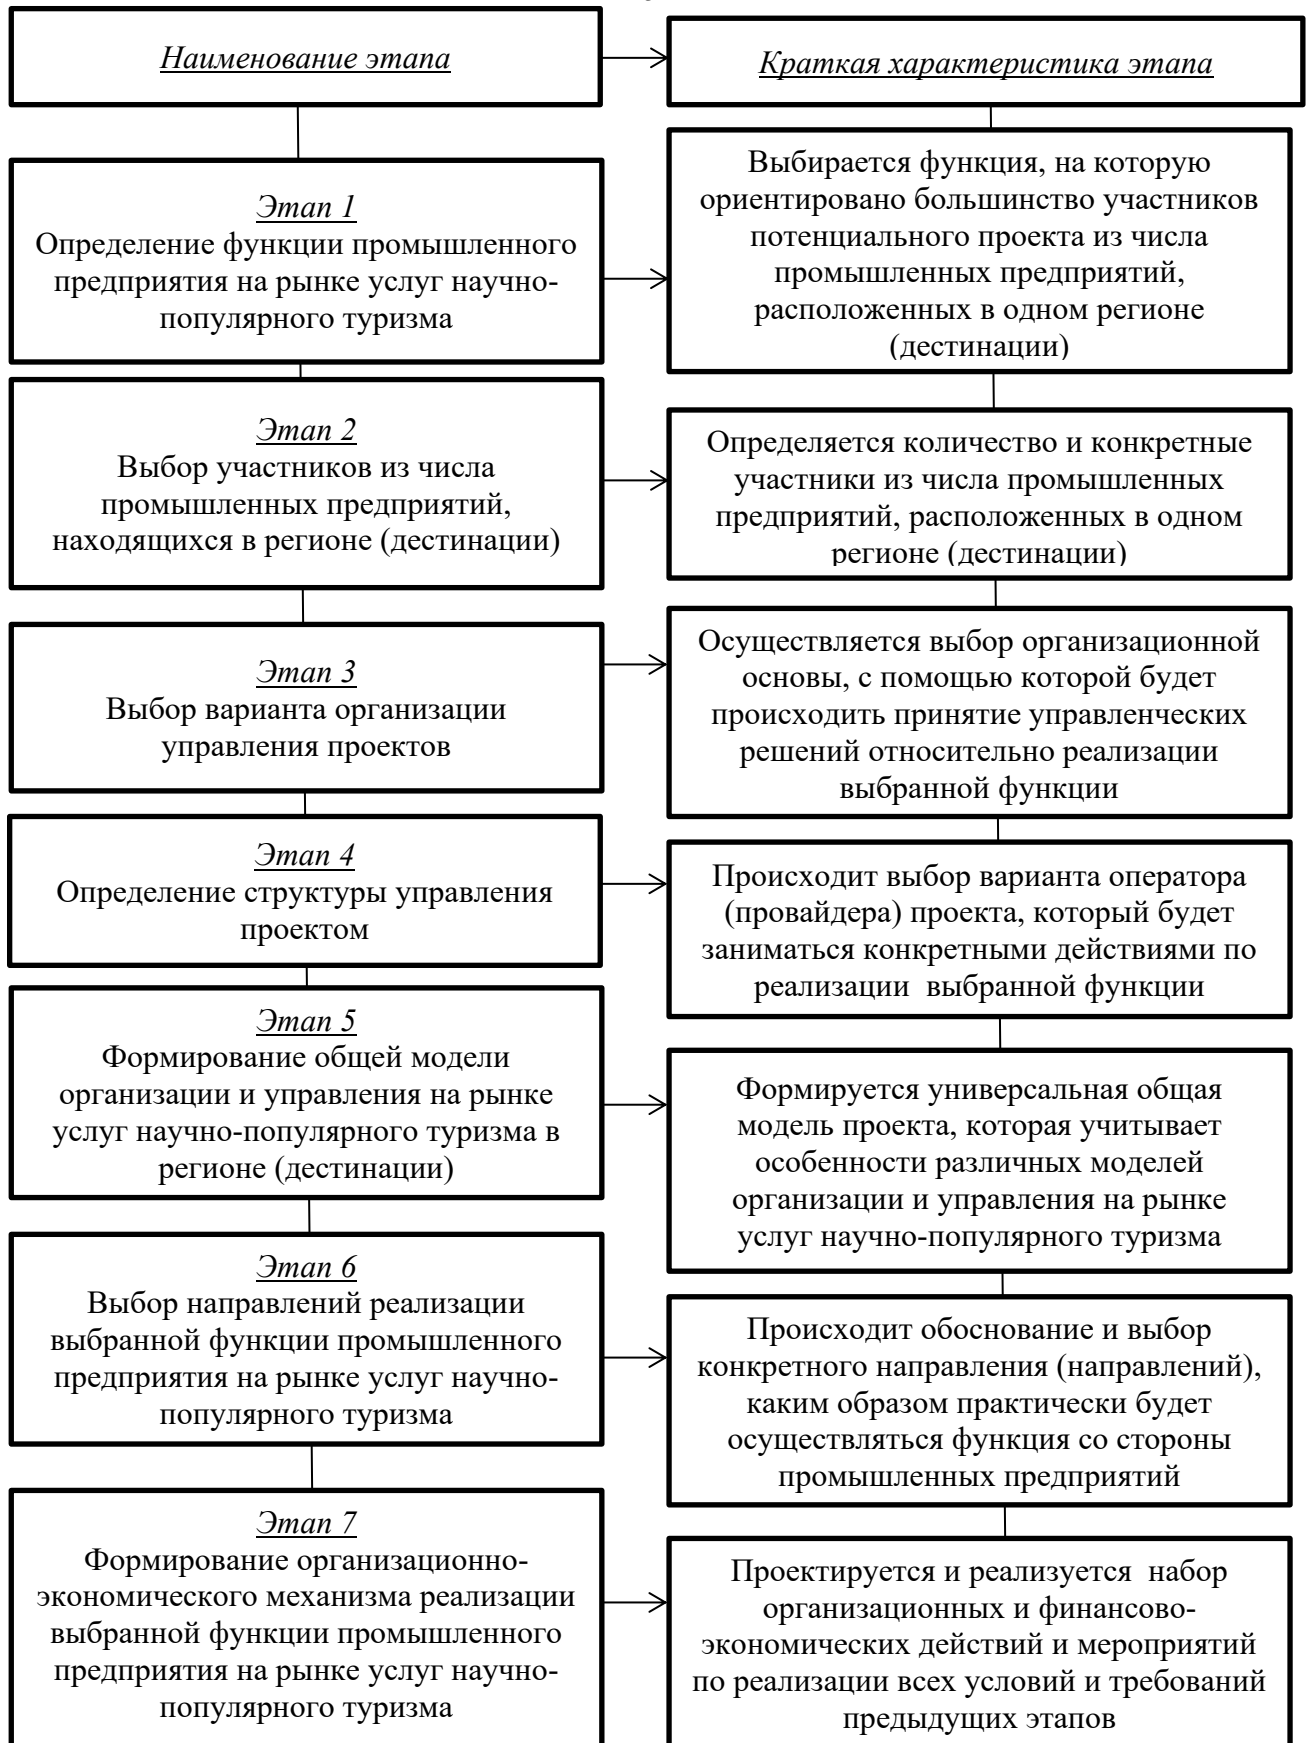 Наименование этапа
Краткая характеристика этапа
Этап 1
Определение функции промышленного
предприятия на рынке услуг научно-
популярного туризма
Выбирается функция, на которую
ориентировано большинство участников
потенциального проекта из числа
промышленных предприятий,
расположенных в одном регионе
(дестинации)
Этап 2
Выбор участников из числа
промышленных предприятий,
находящихся в регионе (дестинации)
Определяется количество и конкретные
участники из числа промышленных
предприятий, расположенных в одном
регионе (дестинации)
Этап 3
Выбор варианта организации
управления проектов
Осуществляется выбор организационной
основы, с помощью которой будет
происходить принятие управленческих
решений относительно реализации
выбранной функции
Этап 4
Определение структуры управления
проектом
Происходит выбор варианта оператора
(провайдера) проекта, который будет
заниматься конкретными действиями по
реализации выбранной функции
Этап 5
Формирование общей модели
организации и управления на рынке
услуг научно-популярного туризма в
регионе (дестинации)
Формируется универсальная общая
модель проекта, которая учитывает
особенности различных моделей
организации и управления на рынке
услуг научно-популярного туризма
Этап 6
Выбор направлений реализации
выбранной функции промышленного
предприятия на рынке услуг научно-
популярного туризма
Происходит обоснование и выбор
конкретного направления (направлений),
каким образом практически будет
осуществляться функция со стороны
промышленных предприятий
Этап 7
Формирование организационно-
экономического механизма реализации
выбранной функции промышленного
предприятия на рынке услуг научно-
популярного туризма
Проектируется и реализуется набор
организационных и финансово-
экономических действий и мероприятий
по реализации всех условий и требований
предыдущих этапов